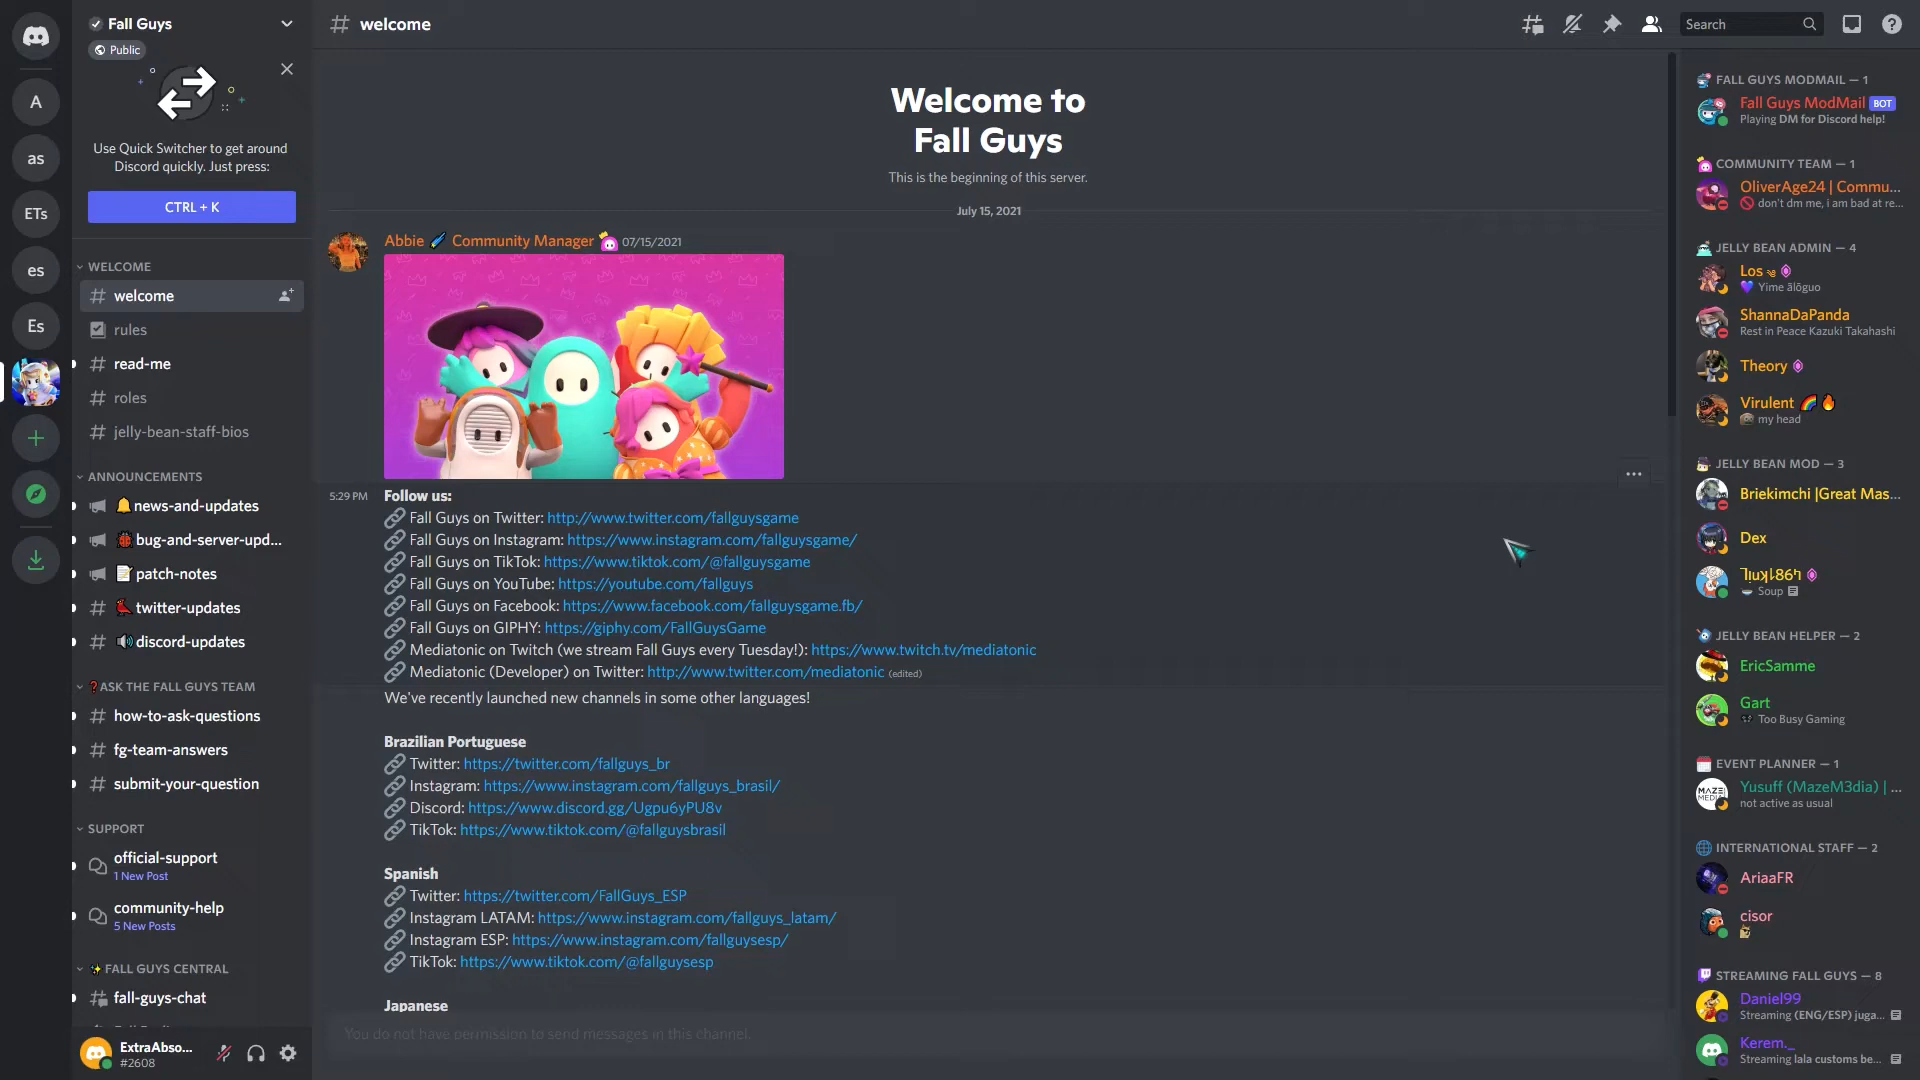 Fall Guys
Public
Use Quick Switcher to get around
Discord quickly. Just press:
CTRL + K
WELCOME
welcome
rules
read-me
roles
jelly-bean-staff-bios
ANNOUNCEMENTS
🔔news-and-updates
🐞bug-and-server-upd...
📝patch-notes
twitter-updates
🔊discord-updates
❓ASK THE FALL GUYS TEAM
how-to-ask-questions
fg-team-answers
submit-your-question
SUPPORT
official-support
1 New Post
community-help
5 New Posts
✨FALL GUYS CENTRAL
fall-guys-chat
ExtraAbso...
#2608
A
as
ETs
es
Es
# welcome
Search
Welcome to
Fall Guys
This is the beginning of this server.
July 15, 2021
Abbie Community Manager 07/15/2021
5:29 PM Follow us:
🔗 Fall Guys on Twitter: http://www.twitter.com/fallguysgame
🔗 Fall Guys on Instagram: https://www.instagram.com/fallguysgame/
🔗 Fall Guys on TikTok: https://www.tiktok.com/@fallguysgame
🔗 Fall Guys on YouTube: https://youtube.com/fallguys
🔗 Fall Guys on Facebook: https://www.facebook.com/fallguysgame.fb/
🔗 Fall Guys on GIPHY: https://giphy.com/FallGuysGame
🔗 Mediatonic on Twitch (we stream Fall Guys every Tuesday!): https://www.twitch.tv/mediatonic
🔗 Mediatonic (Developer) on Twitter: http://www.twitter.com/mediatonic (edited)
We've recently launched new channels in some other languages!
Brazilian Portuguese
🔗 Twitter: https://twitter.com/fallguys_br
🔗 Instagram: https://www.instagram.com/fallguys_brasil/
🔗 Discord: https://www.discord.gg/Ugpu6yPU8v
🔗 TikTok: https://www.tiktok.com/@fallguysbrasil
Spanish
🔗 Twitter: https://twitter.com/FallGuys_ESP
🔗 Instagram LATAM: https://www.instagram.com/fallguys_latam/
🔗 Instagram ESP: https://www.instagram.com/fallguysesp/
🔗 TikTok: https://www.tiktok.com/@fallguysesp
Japanese
You do not have permission to send messages in this channel.
FALL GUYS MODMAIL — 1
Fall Guys ModMail BOT
Playing DM for Discord help!
COMMUNITY TEAM — 1
OliverAge24 | Commu...
🚫 don't dm me, i am bad at re...
JELLY BEAN ADMIN — 4
Los
💜 Yime ālōguo
ShannaDaPanda
Rest in Peace Kazuki Takahashi
Theory
Virulent 🌈🔥
my head
JELLY BEAN MOD — 3
Briekimchi |Great Mas...
Dex
Soup
JELLY BEAN HELPER — 2
EricSamme
Gart
Too Busy Gaming
EVENT PLANNER — 1
Yusuff (MazeM3dia) | ...
not active as usual
MAZE
MEDIA
🌐 INTERNATIONAL STAFF — 2
AriaaFR
cisor
STREAMING FALL GUYS — 8
Daniel99
Streaming (ENG/ESP) juga...
Kerem._
Streaming lala customs be...